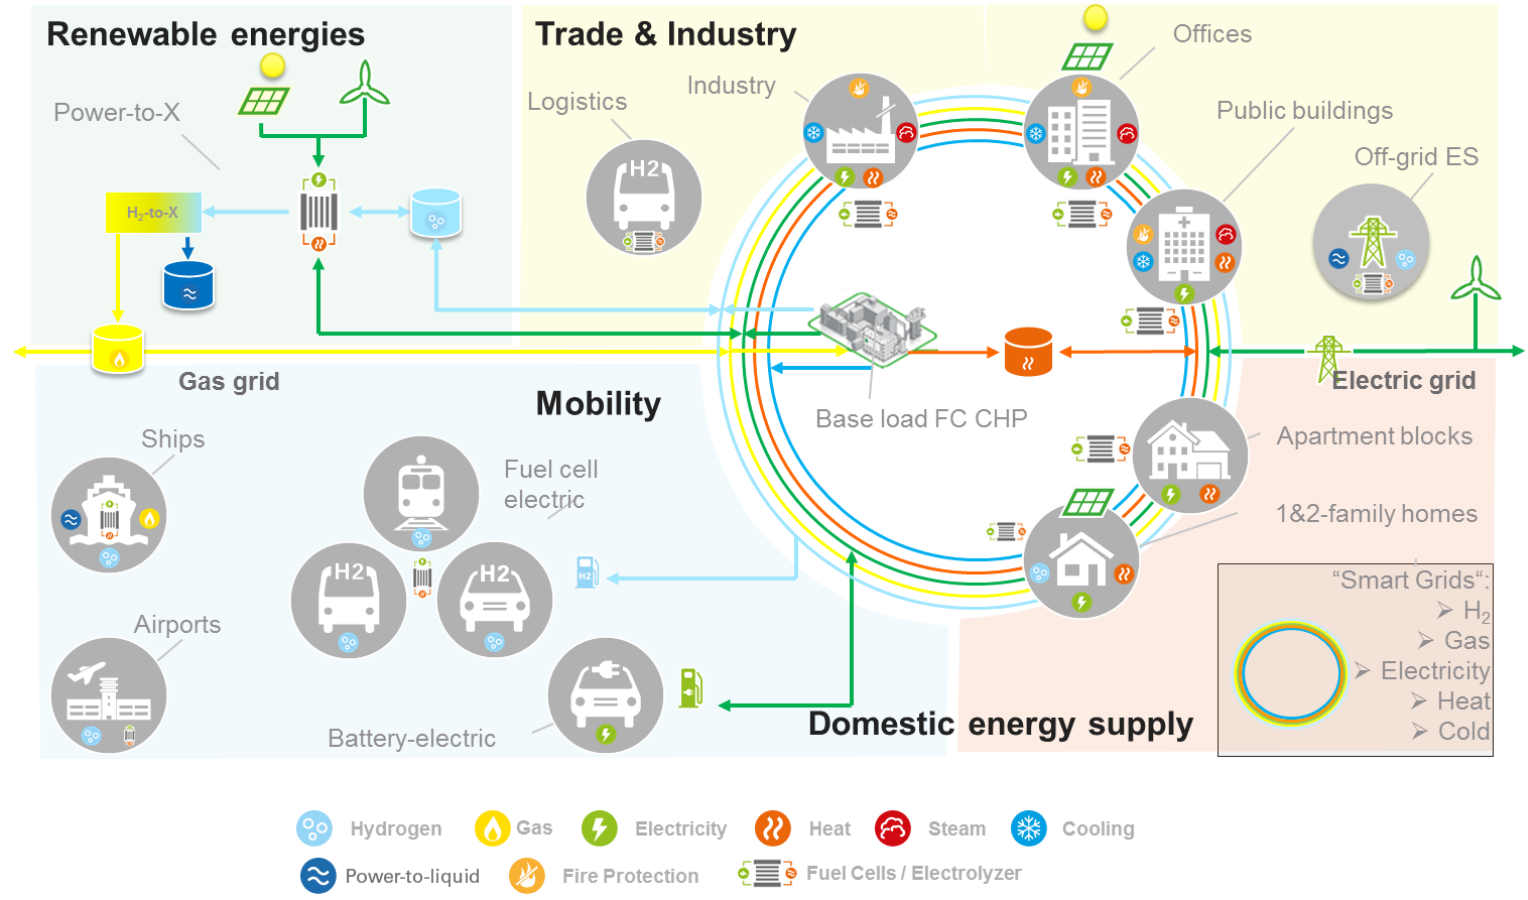 Renewable energies
Trade & Industry
Offices
Industry
Logistics
Power-to-X
Public buildings
Off-grid ES
H2
H₂-to-X
Gas grid
Electric grid
Mobility
Base load FC CHP
Ships
Fuel cell
electric
Apartment blocks
1&2-family homes
H2
H2
H2
Airports
Battery-electric
Domestic energy supply
“Smart Grids“:
➢ H₂
➢ Gas
➢ Electricity
➢ Heat
➢ Cold
Hydrogen
Gas
Electricity
Heat
Steam
Cooling
Power-to-liquid
Fire Protection
Fuel Cells / Electrolyzer